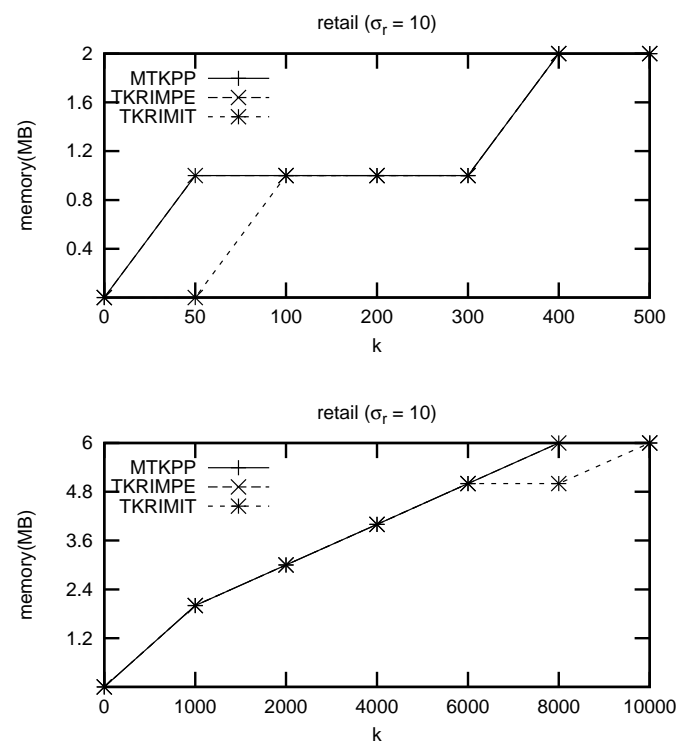 retail (σr = 10)
2
1.6
1.2
0.8
0.4
memory(MB)
MTKPP
TKRIMPE
TKRIMIT
0 50 100 200 300 400 500
k
retail (σr = 10)
6
4.8
3.6
2.4
1.2
memory(MB)
MTKPP
TKRIMPE
TKRIMIT
0 1000 2000 4000 6000 8000 10000
k